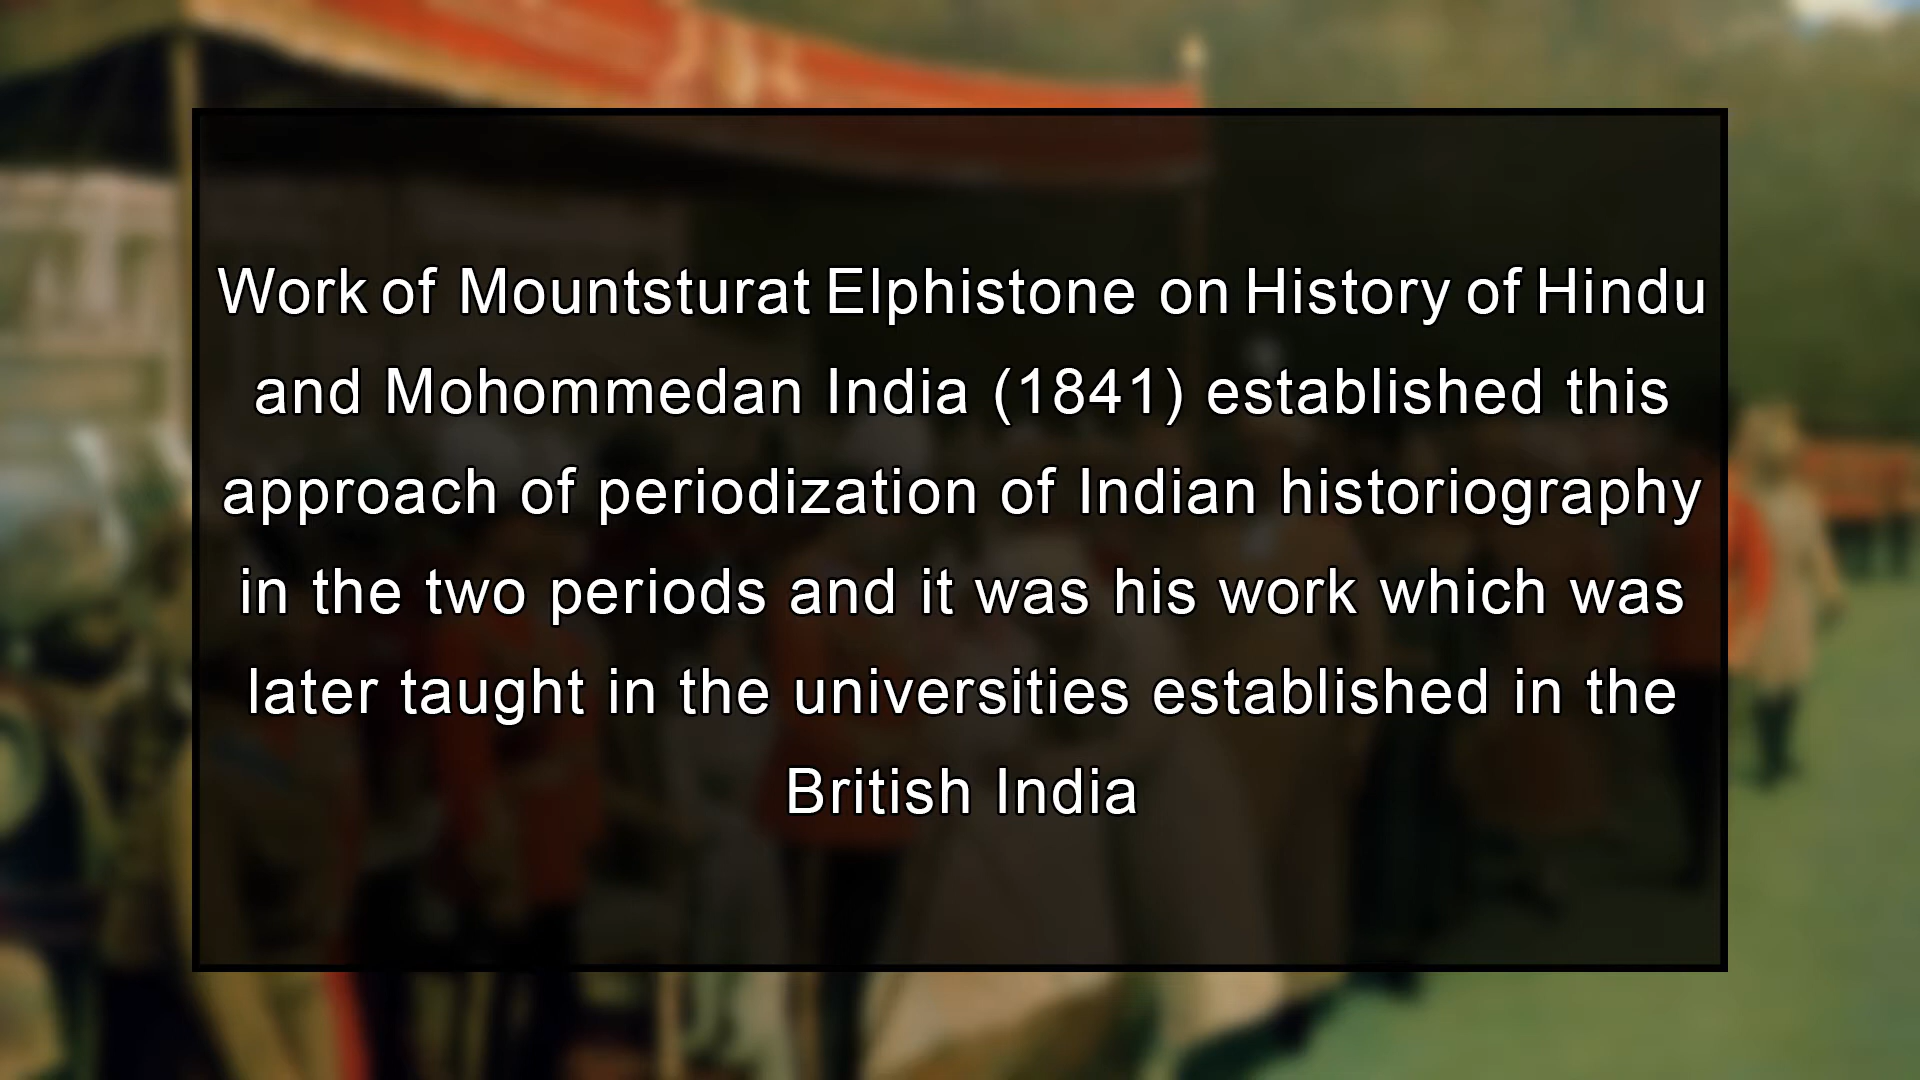 Work of Mountsturat Elphistone on History of Hindu
and Mohommedan India (1841) established this
approach of periodization of Indian historiography
in the two periods and it was his work which was
later taught in the universities established in the
British India